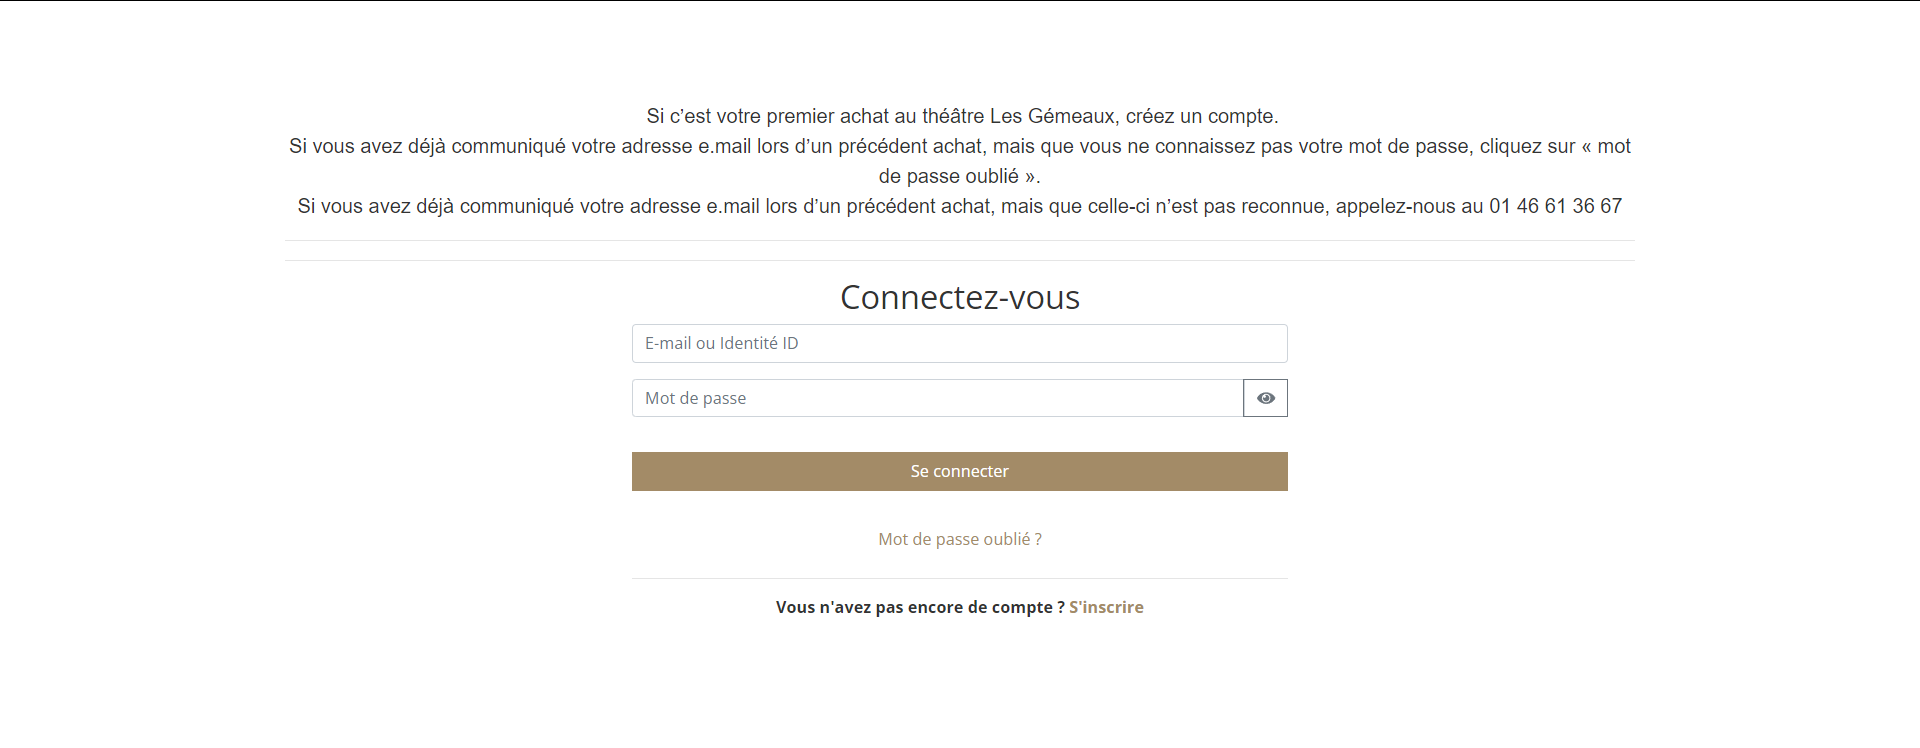 Si c’est votre premier achat au théâtre Les Gémeaux, créez un compte.
Si vous avez déjà communiqué votre adresse e.mail lors d’un précédent achat, mais que vous ne connaissez pas votre mot de passe, cliquez sur « mot
de passe oublié ».
Si vous avez déjà communiqué votre adresse e.mail lors d’un précédent achat, mais que celle-ci n’est pas reconnue, appelez-nous au 01 46 61 36 67
Connectez-vous
E-mail ou Identité ID
Mot de passe
Se connecter
Mot de passe oublié ?
Vous n'avez pas encore de compte ? S'inscrire